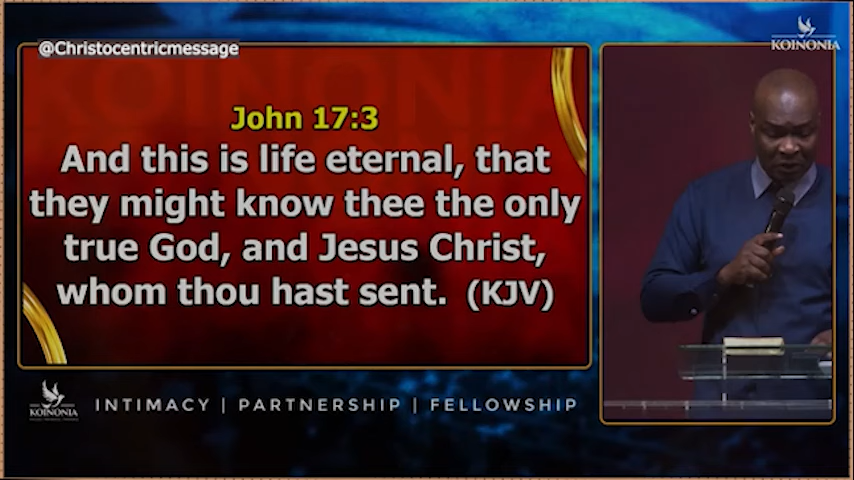 @Christocentricmessage
KOINONIA
John 17:3
And this is life eternal, that
they might know thee the only
true God, and Jesus Christ,
whom thou hast sent. (KJV)
KOINONIA
INTIMACY | PARTNERSHIP | FELLOWSHIP